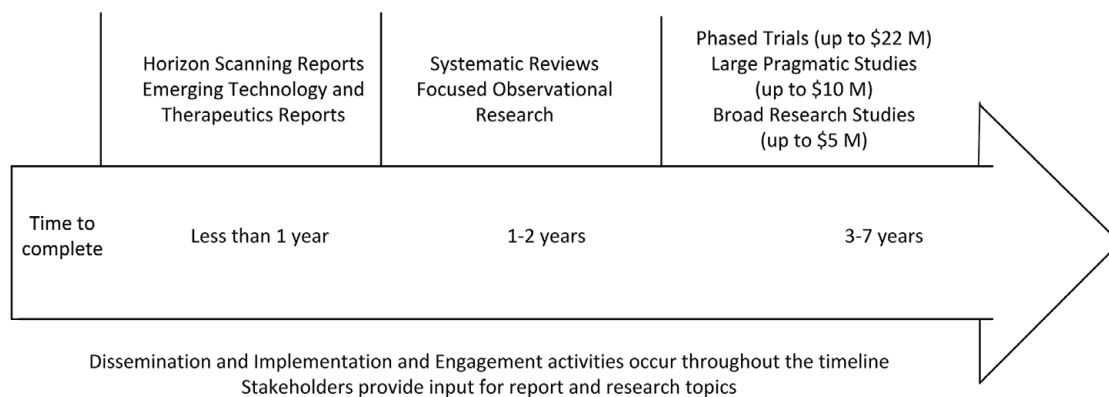 Horizon Scanning Reports
Emerging Technology and
Therapeutics Reports
Systematic Reviews
Focused Observational
Research
Phased Trials (up to $22 M)
Large Pragmatic Studies
(up to $10 M)
Broad Research Studies
(up to $5 M)
Time to
complete
Less than 1 year
1-2 years
3-7 years
Dissemination and Implementation and Engagement activities occur throughout the timeline
Stakeholders provide input for report and research topics